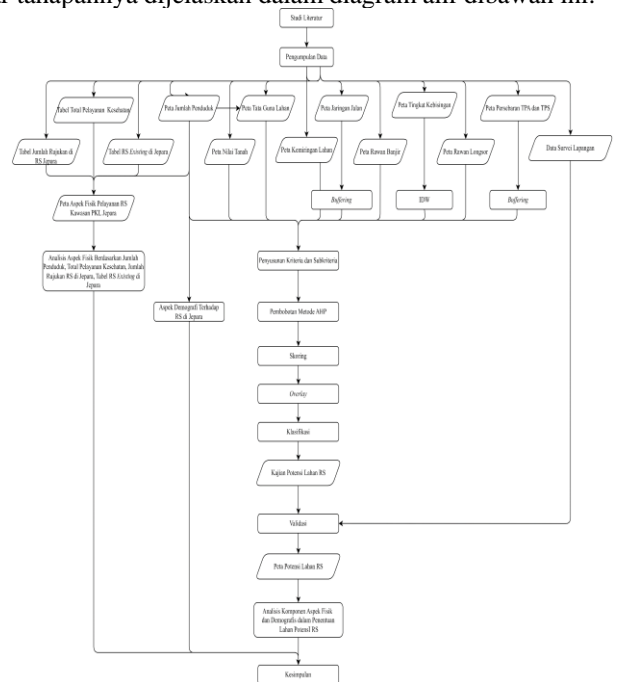 tahapannya dijelaskan dalam diagram alir dibawah ini.
Studi Literatur
Pengumpulan Data
Tabel Total Pelayanan Kesehatan
Peta Jumlah Penduduk
Peta Tata Guna Lahan
Peta Jaringan Jalan
Peta Tingkat Kebisingan
Peta Persebaran TPA dan TPS
Tabel Jumlah Rujukan di
RS Jepara
Tabel RS Existing di Jepara
Peta Nilai Tanah
Peta Kemiringan Lahan
Peta Rawan Banjir
Peta Rawan Longsor
Data Survei Lapangan
Buffering
IDW
Buffering
Peta Aspek Fisik Pelayanan RS
Kawasan PKL Jepara
Analisis Aspek Fisik Berdasarkan Jumlah
Penduduk, Total Pelayanan Kesehatan, Jumlah
Rujukan RS di Jepara, Tabel RS Existing di
Jepara
Aspek Demografi Terhadap
RS di Jepara
Penyusunan Kriteria dan Subkriteria
Pembobotan Metode AHP
Skoring
Overlay
Klasifikasi
Kajian Potensi Lahan RS
Validasi
Peta Potensi Lahan RS
Analisis Komponen Aspek Fisik
dan Demografis dalam Penentuan
Lahan Potensil RS
Kesimpulan